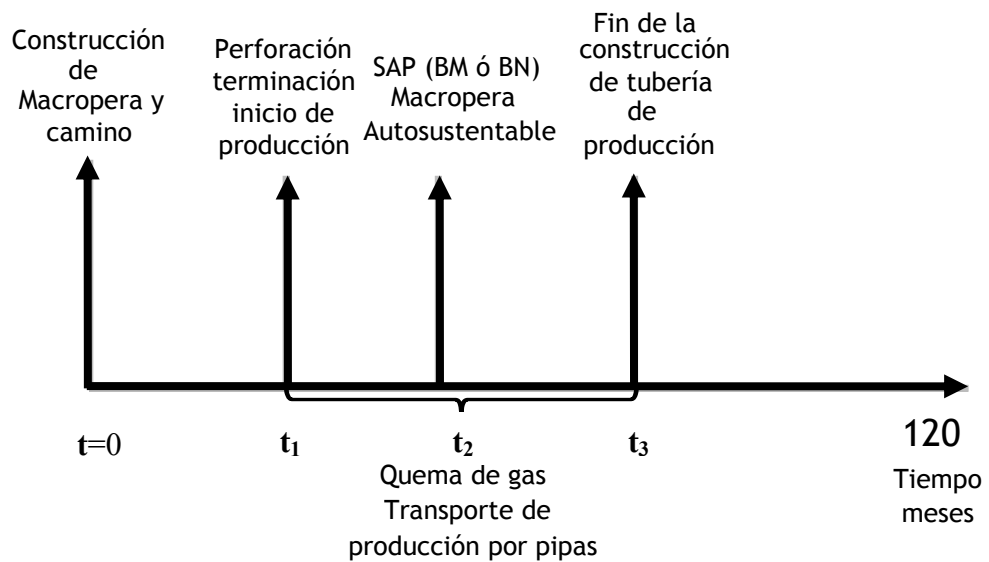 Construcción
de
Macropera y
camino
Perforación
terminación
inicio de
producción
SAP (BM ó BN)
Macropera
Autosustentable
Fin de la
construcción
de tubería
de
producción
t=0
t₁
t₂
t₃
120
Tiempo
meses
Quema de gas
Transporte de
producción por pipas